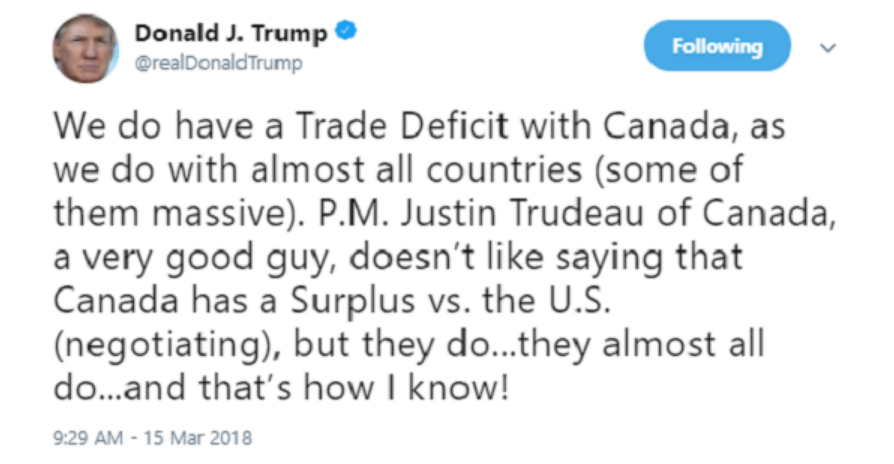 Donald J. Trump
@realDonaldTrump
Following
We do have a Trade Deficit with Canada, as
we do with almost all countries (some of
them massive). P.M. Justin Trudeau of Canada,
a very good guy, doesn't like saying that
Canada has a Surplus vs. the U.S.
(negotiating), but they do...they almost all
do...and that's how I know!
9:29 AM - 15 Mar 2018